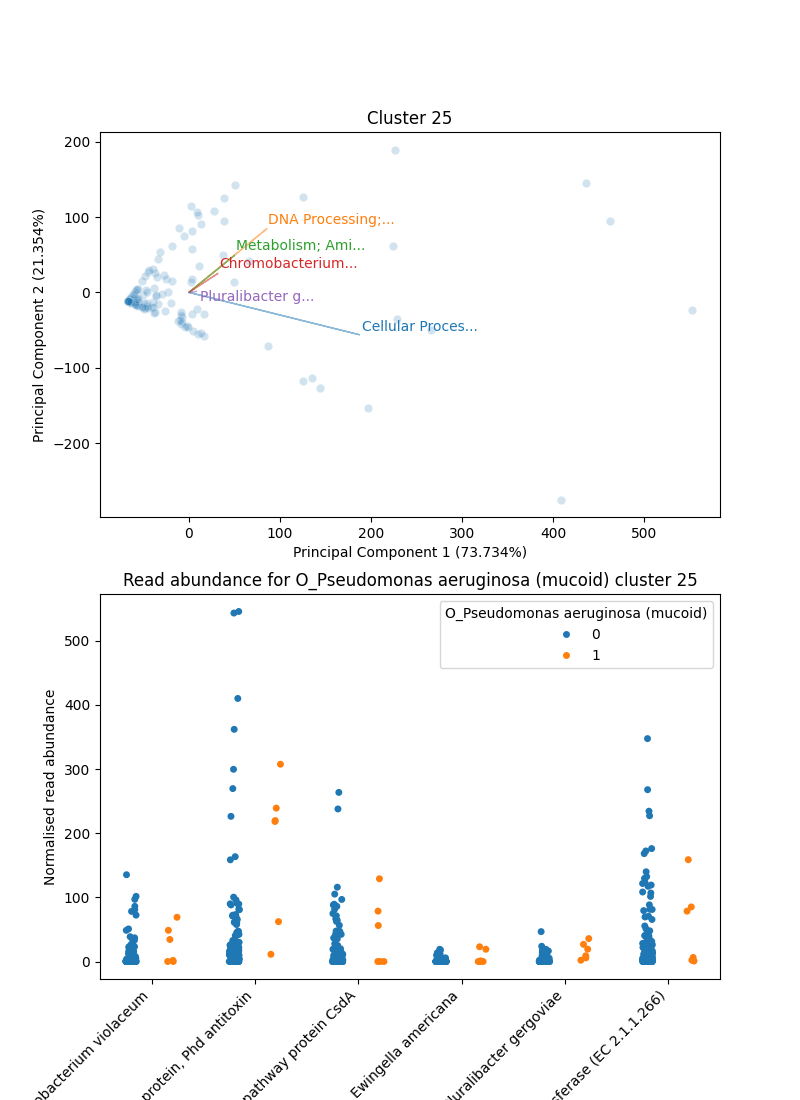 Cluster 25
Principal Component 2 (21.354%)
200
100
0
−100
−200
DNA Processing;...
Metabolism; Ami...
Chromobacterium...
Pluralibacter g...
Cellular Proces...
0
100
200
300
400
500
Principal Component 1 (73.734%)
Read abundance for O_Pseudomonas aeruginosa (mucoid) cluster 25
Normalised read abundance
500
400
300
200
100
0
O_Pseudomonas aeruginosa (mucoid)
0
1
obacterium violaceum
protein, Phd antitoxin
pathway protein CsdA
Ewingella americana
luralibacter gergoviae
sferase (EC 2.1.1.266)